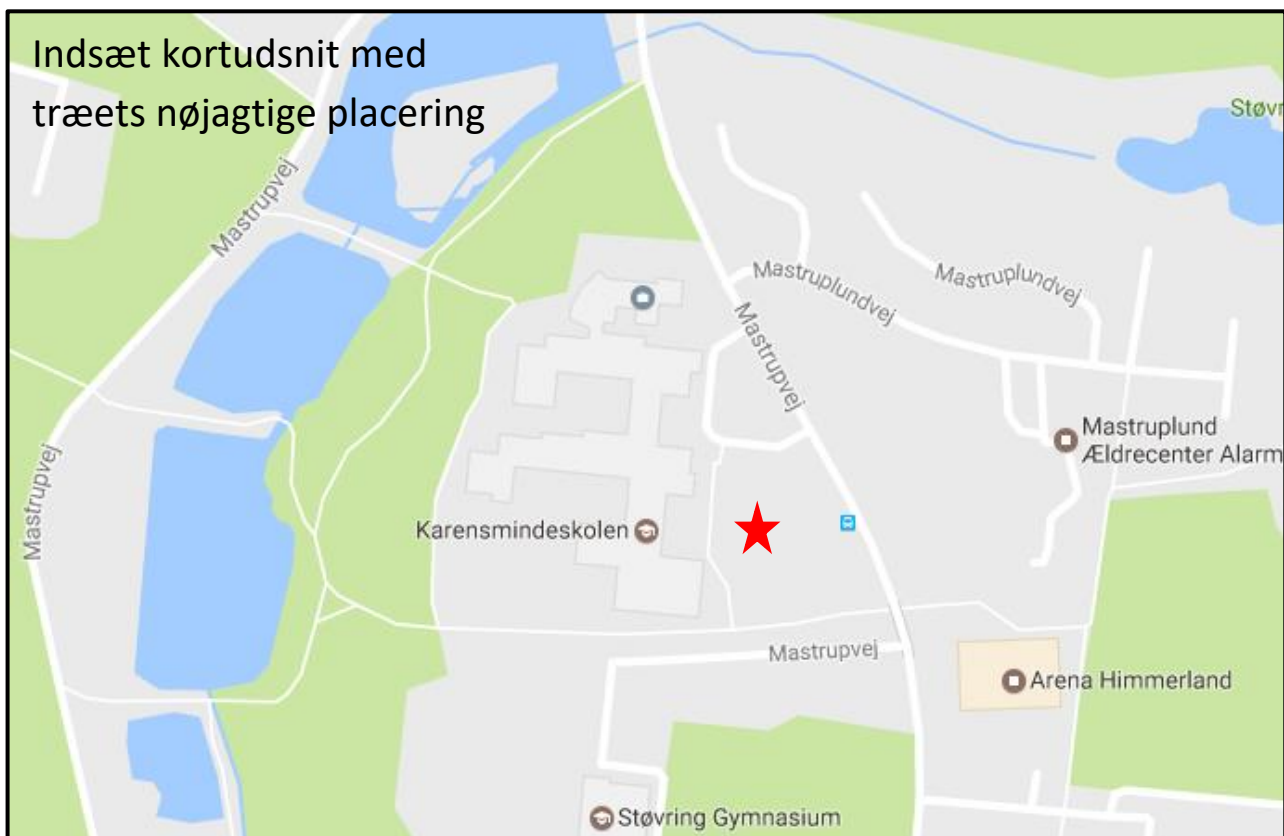 Indsæt kortudsnit med
træets nøjagtige placering
Støvr
Mastrupvej
Mastruplundvej
Mastruplundvej
Mastrupvej
Mastruplund
Ældrecenter Alarm
Mastrupvej
Karensmindeskolen
Mastrupvej
Arena Himmerland
Støvring Gymnasium